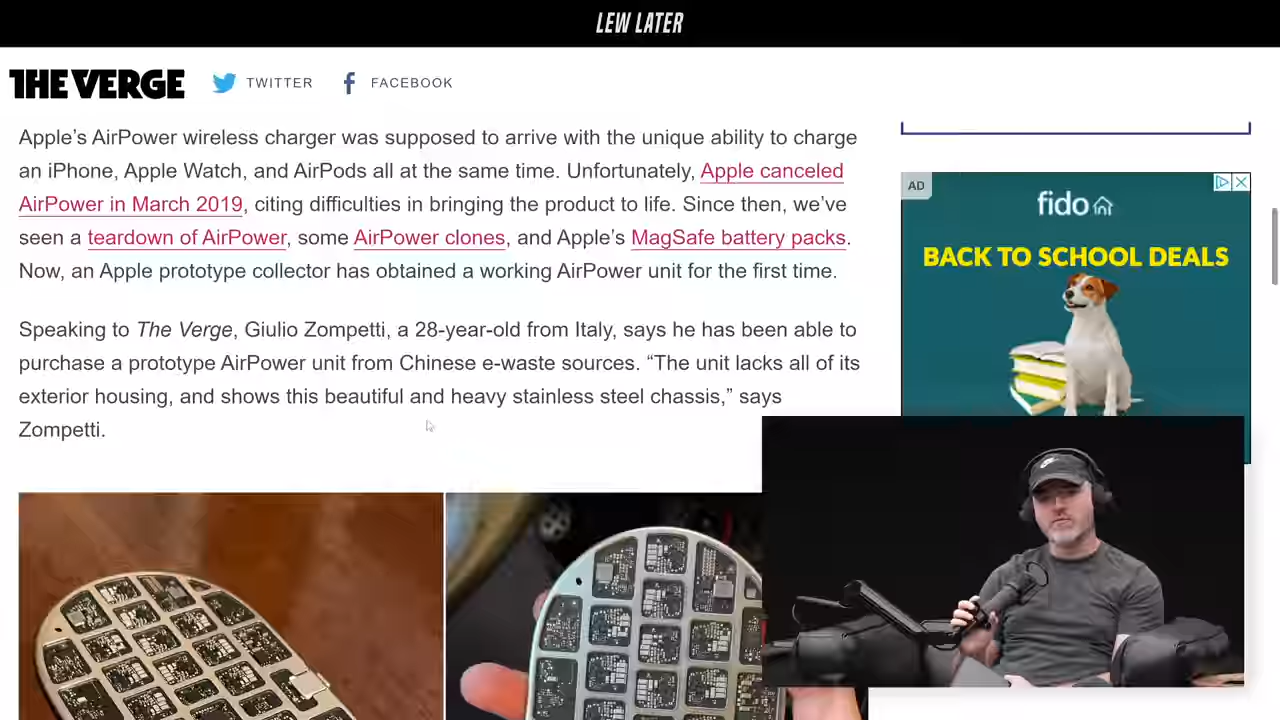 LEW LATER
THE VERGE
TWITTER
FACEBOOK
Apple’s AirPower wireless charger was supposed to arrive with the unique ability to charge
an iPhone, Apple Watch, and AirPods all at the same time. Unfortunately, Apple canceled
AirPower in March 2019, citing difficulties in bringing the product to life. Since then, we’ve
seen a teardown of AirPower, some AirPower clones, and Apple’s MagSafe battery packs.
Now, an Apple prototype collector has obtained a working AirPower unit for the first time.
Speaking to The Verge, Giulio Zompetti, a 28-year-old from Italy, says he has been able to
purchase a prototype AirPower unit from Chinese e-waste sources. “The unit lacks all of its
exterior housing, and shows this beautiful and heavy stainless steel chassis,” says
Zompetti.
AD
fido
BACK TO SCHOOL DEALS